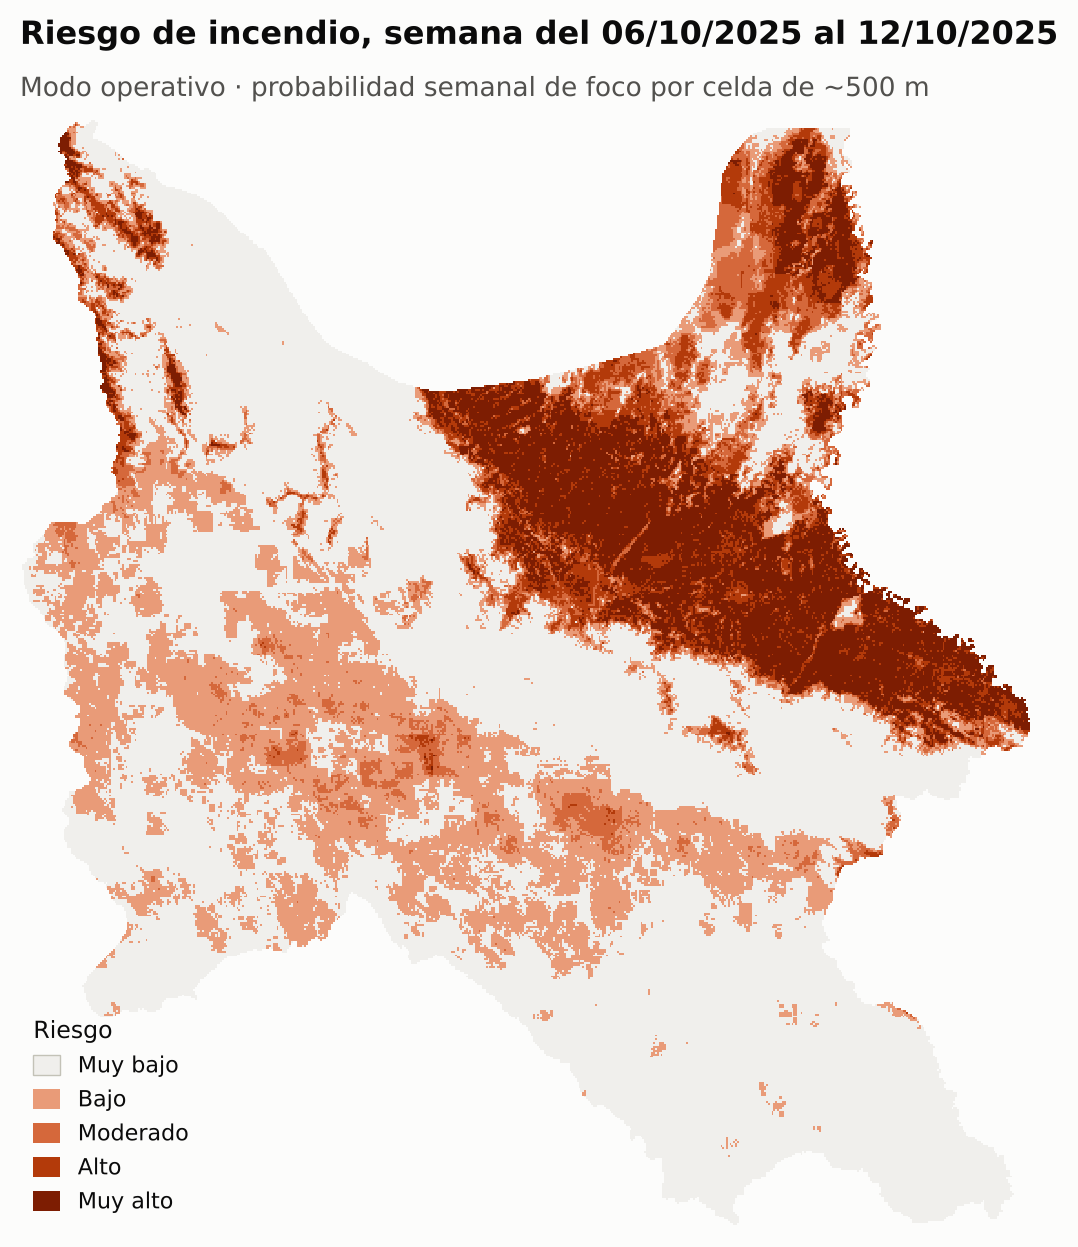 Riesgo de incendio, semana del 06/10/2025 al 12/10/2025
Modo operativo · probabilidad semanal de foco por celda de ~500 m
Riesgo
Muy bajo
Bajo
Moderado
Alto
Muy alto